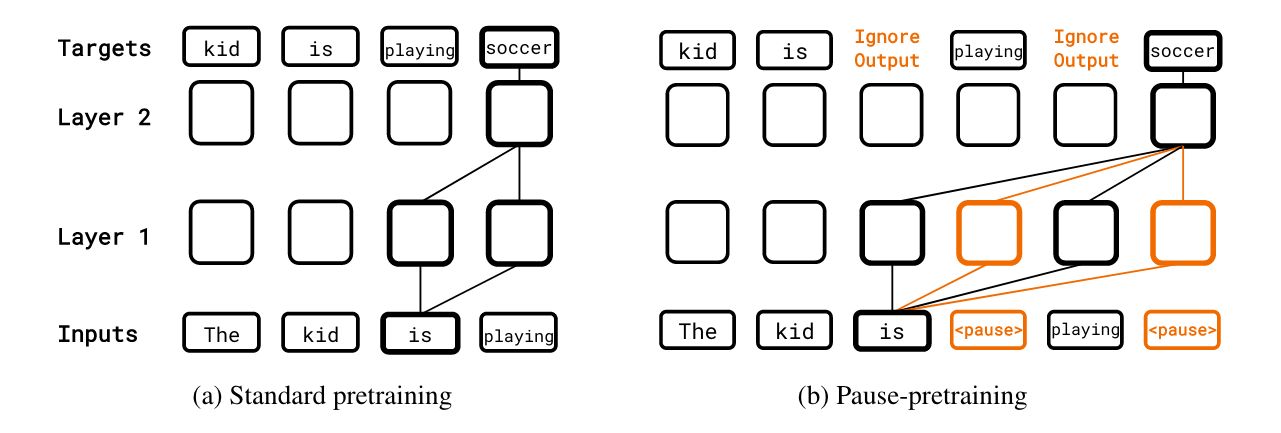 Targets kid is playing soccer
Layer 2
Layer 1
Inputs The kid is playing
(a) Standard pretraining
kid is Ignore Output playing Ignore Output soccer
The kid is <pause> playing <pause>
(b) Pause-pretraining